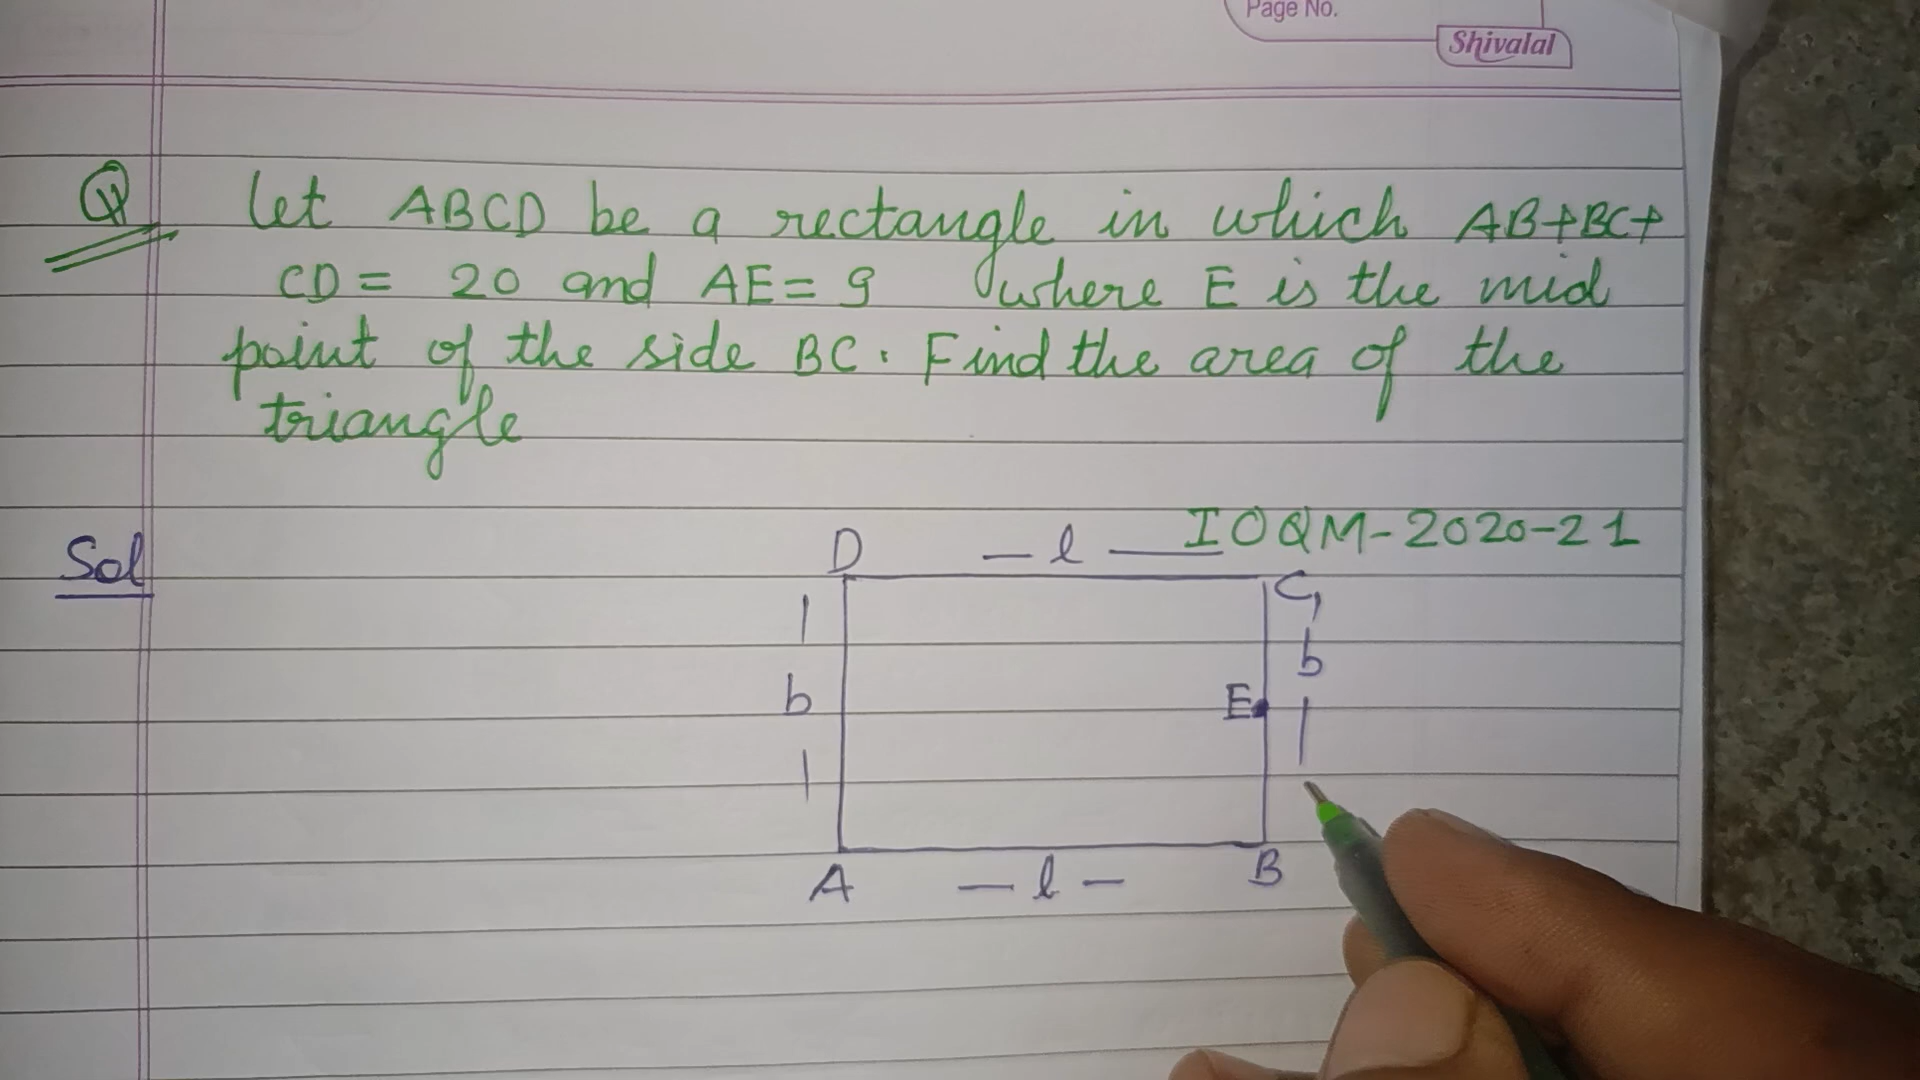 Page No.
Shivalal
Q Let ABCD be a rectangle in which AB+BC+
CD = 20 and AE = 9 where E is the mid
point of the side BC. Find the area of the
triangle
IOQM-2020-21
Sol
D — l — C
b b
E
A — l — B